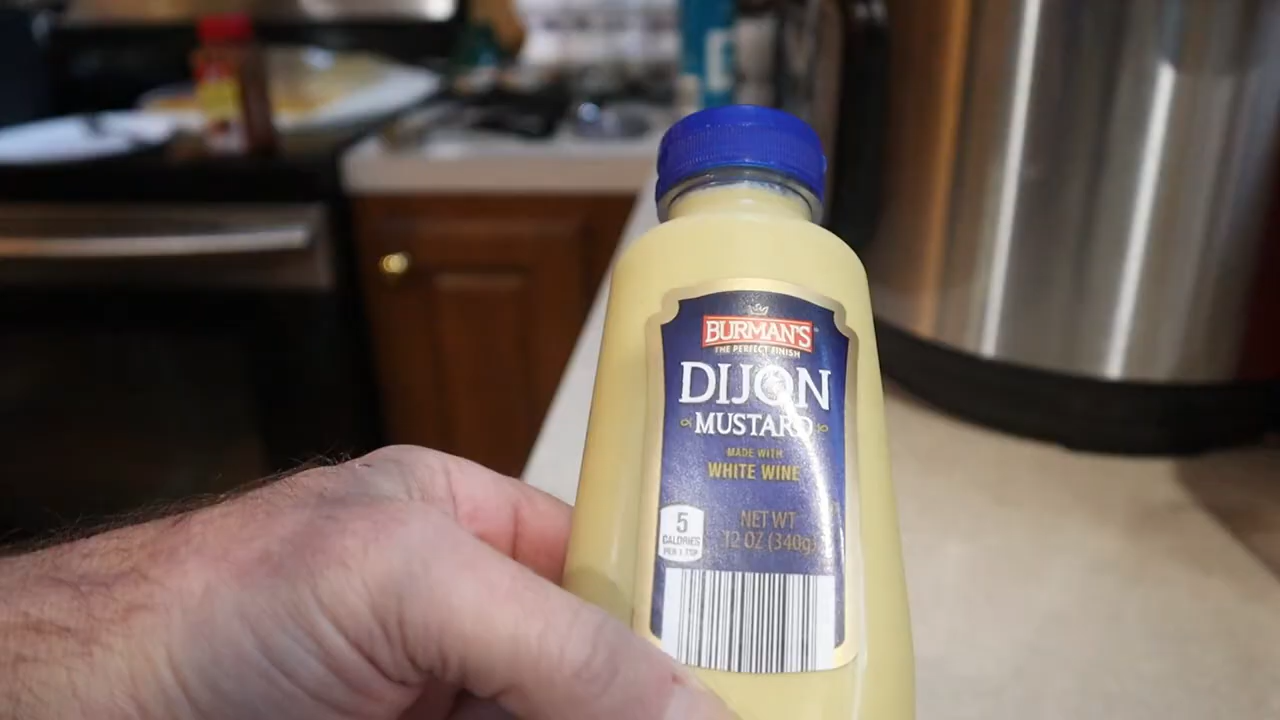 BURMAN'S
THE PERFECT FINISH
DIJON
MUSTARD
MADE WITH
WHITE WINE
5
CALORIES
PER 1 TSP
NET WT
12 OZ (340g)